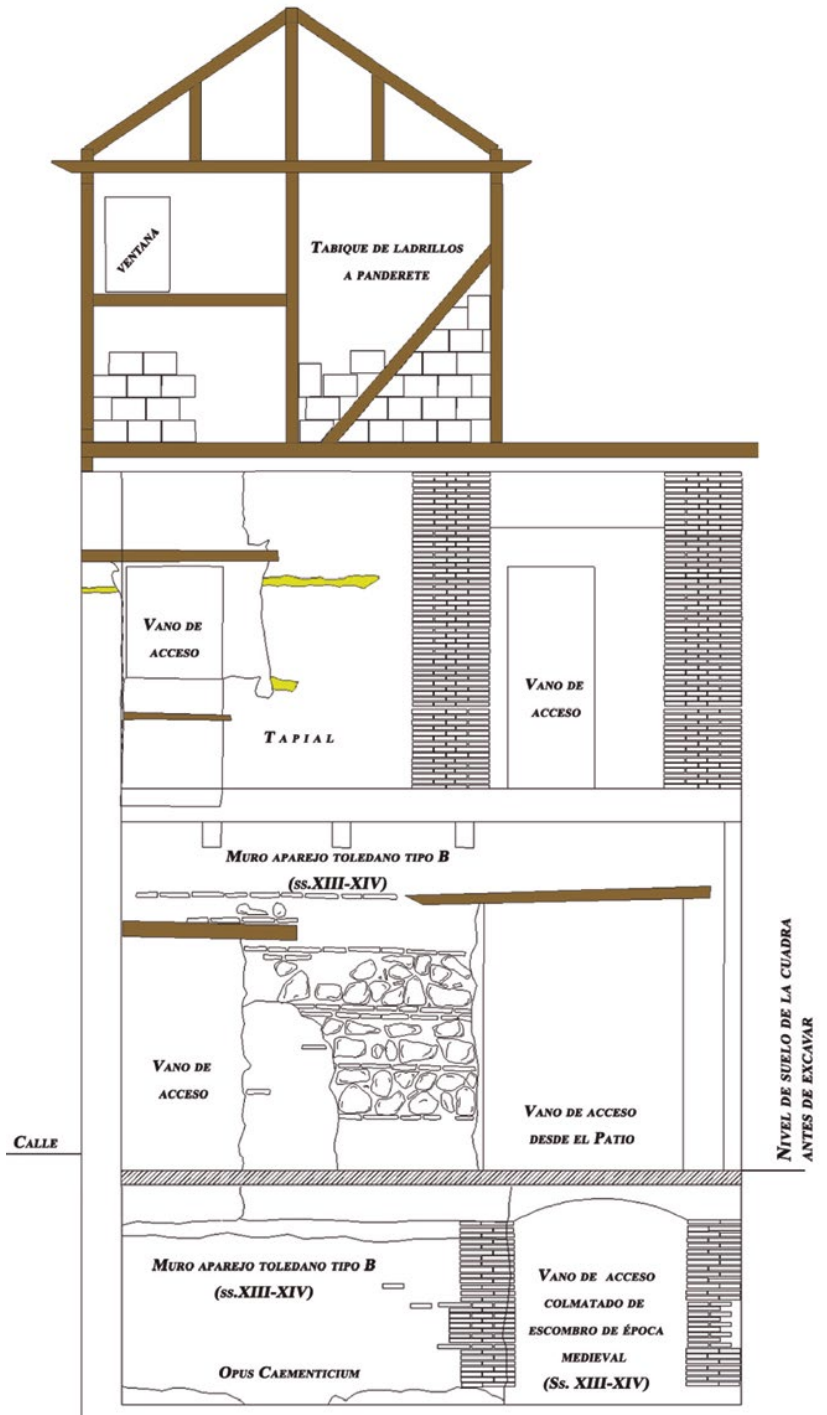 VENTANA
TABIQUE DE LADRILLOS
A PANDERETE
VANO DE
ACCESO
VANO DE
ACCESO
TAPIAL
MURO APAREJO TOLEDANO TIPO B
(ss.XIII-XIV)
VANO DE
ACCESO
VANO DE ACCESO
DESDE EL PATIO
CALLE
NIVEL DE SUELO DE LA CUADRA
ANTES DE EXCAVAR
MURO APAREJO TOLEDANO TIPO B
(ss.XIII-XIV)
OPUS CAEMENTICIUM
VANO DE ACCESO
COLMATADO DE
ESCOMBRO DE ÉPOCA
MEDIEVAL
(Ss. XIII-XIV)